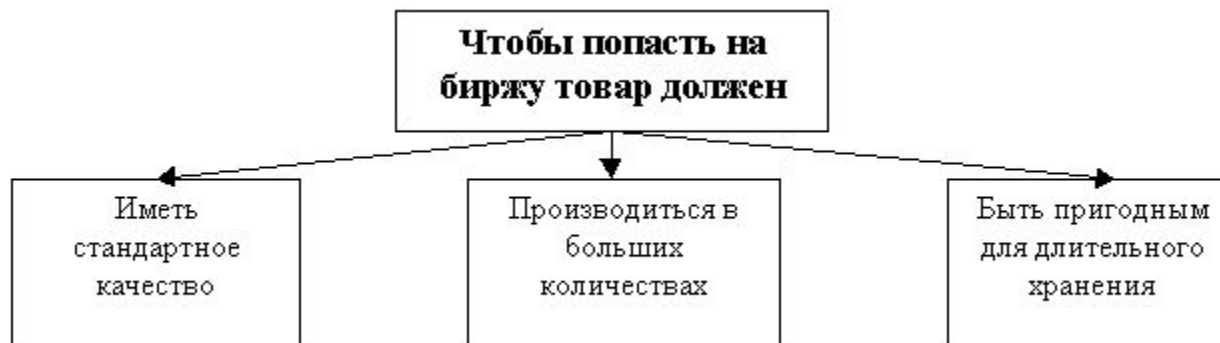 Чтобы попасть на
биржу товар должен
Иметь
стандартное
качество
Производиться в
больших
количествах
Быть пригодным
для длительного
хранения